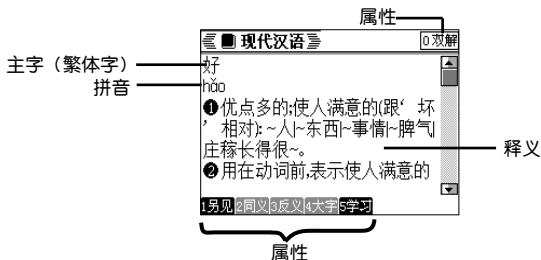 属性
现代汉语
0双解
主字（繁体字）
好
拼音
hǎo
❶优点多的;使人满意的(跟‘坏
’相对): ~人|~东西|~事情|~脾气|
庄稼长得很~。
释义
❷用在动词前,表示使人满意的
1另见 2同义 3反义 4大字 5学习
属性